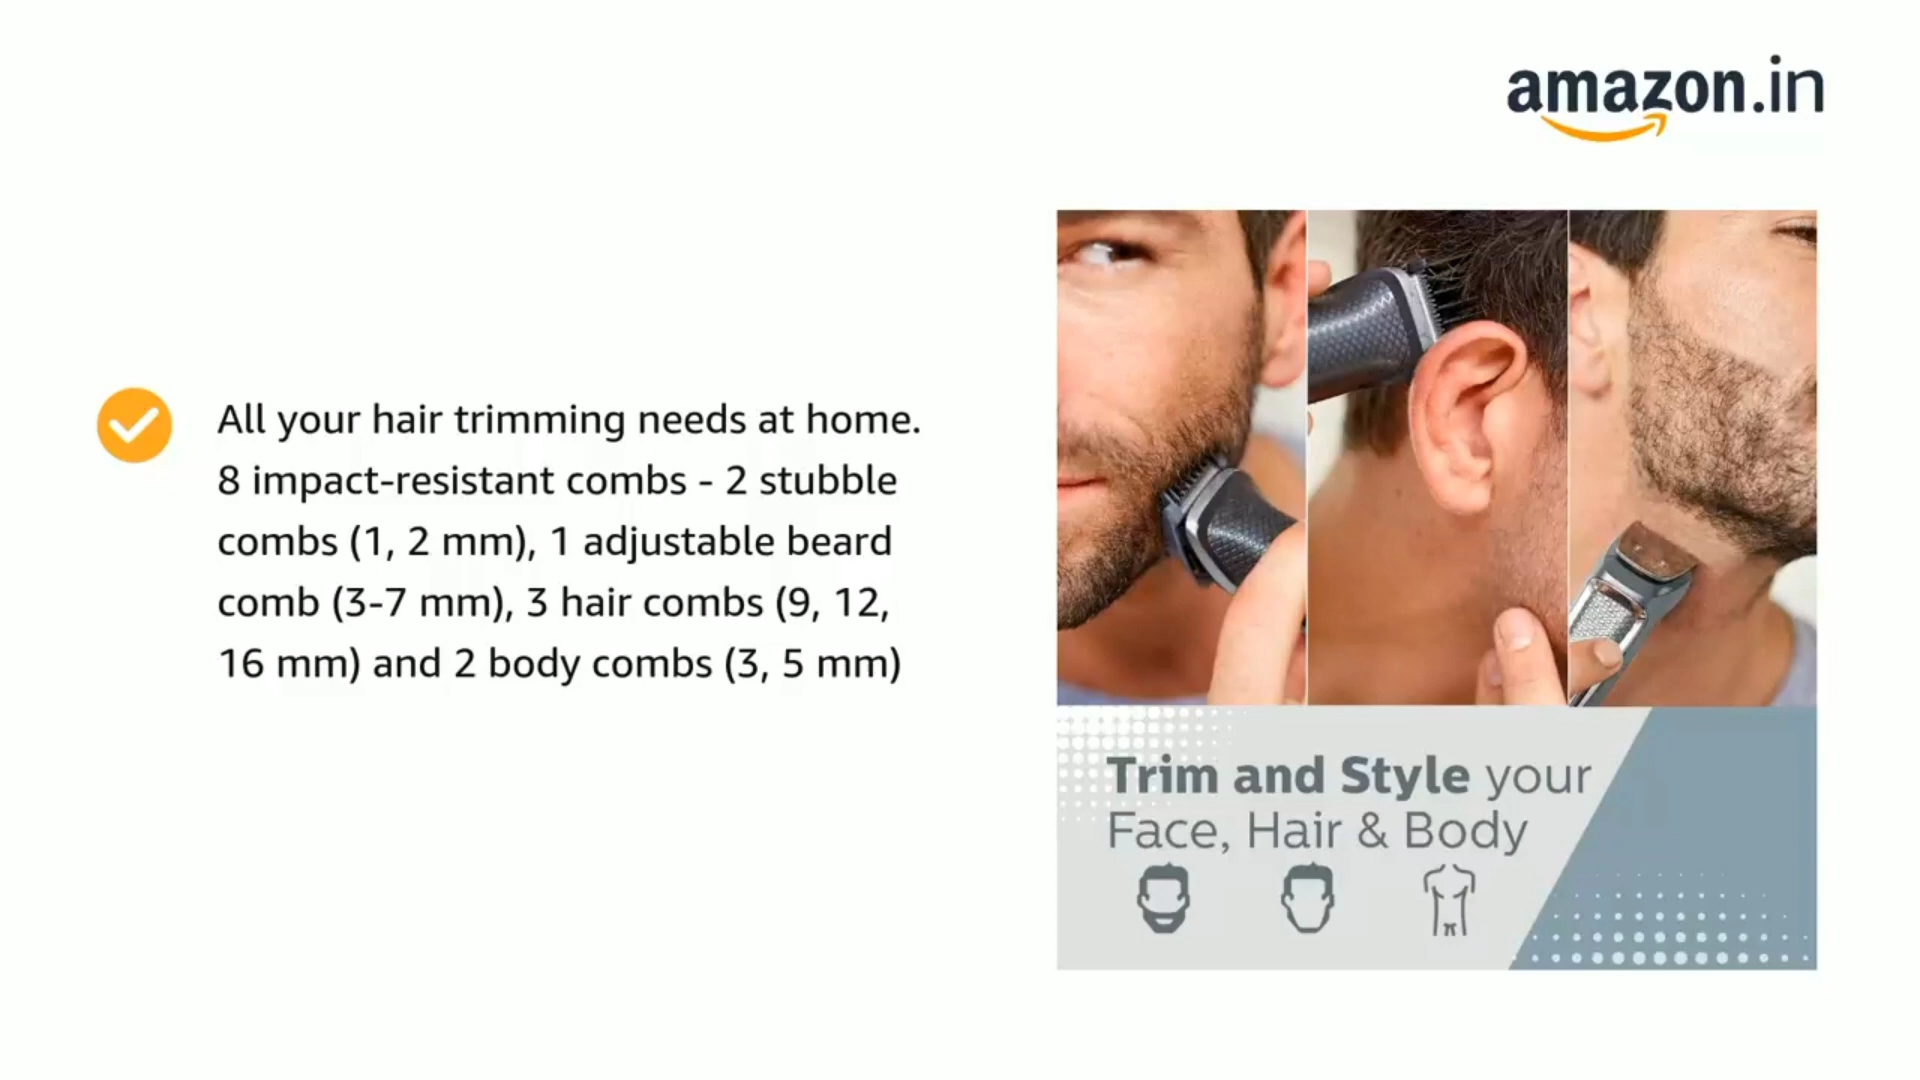 amazon.in
All your hair trimming needs at home.
8 impact-resistant combs - 2 stubble
combs (1, 2 mm), 1 adjustable beard
comb (3-7 mm), 3 hair combs (9, 12,
16 mm) and 2 body combs (3, 5 mm)
Trim and Style your
Face, Hair & Body